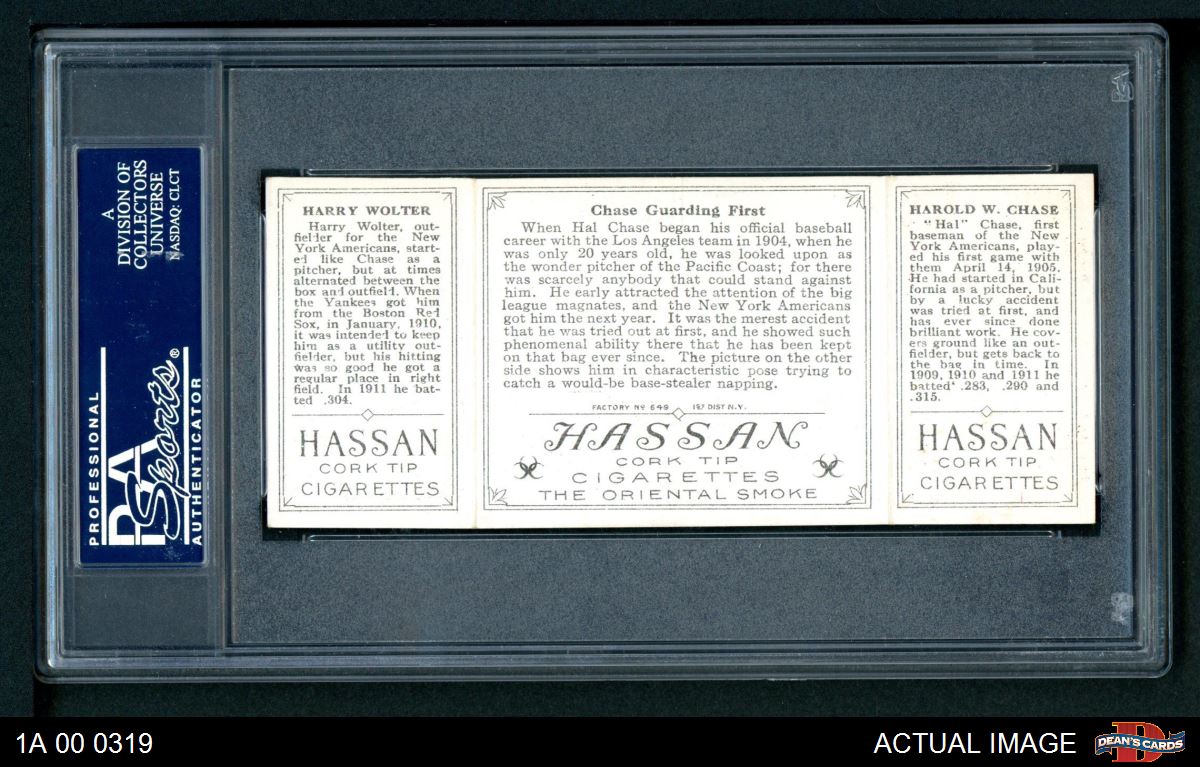 A
DIVISION OF
COLLECTORS
UNIVERSE
NASDAQ: CLCT
PROFESSIONAL
PSA
Sports®
AUTHENTICATOR
HARRY WOLTER
Harry Wolter, out-
fielder for the New
York Americans, start-
ed like Chase as a
pitcher, but at times
alternated between the
box and outfield. When
the Yankees got him
from the Boston Red
Sox, in January, 1910,
it was intended to keep
him as a utility out-
fielder, but his hitting
was so good he got a
regular place in right
field. In 1911 he bat-
ted .304.
HASSAN
CORK TIP
CIGARETTES
Chase Guarding First
When Hal Chase began his official baseball
career with the Los Angeles team in 1904, when he
was only 20 years old, he was looked upon as
the wonder pitcher of the Pacific Coast; for there
was scarcely anybody that could stand against
him. He early attracted the attention of the big
league magnates, and the New York Americans
got him the next year. It was the merest accident
that he was tried out at first, and he showed such
phenomenal ability there that he has been kept
on that bag ever since. The picture on the other
side shows him in characteristic pose trying to
catch a would-be base-stealer napping.
FACTORY Nº 649 1ST DIST N.Y.
HASSAN
CORK TIP
CIGARETTES
THE ORIENTAL SMOKE
HAROLD W. CHASE
"Hal" Chase, first
baseman of the New
York Americans, play-
ed his first game with
them April 14, 1905.
He had started in Cali-
fornia as a pitcher, but
by a lucky accident
was tried at first, and
has ever since done
brilliant work. He cov-
ers ground like an out-
fielder, but gets back to
the bag in time. In
1909, 1910 and 1911 he
batted .283, .290 and
.315.
HASSAN
CORK TIP
CIGARETTES
1A 00 0319
ACTUAL IMAGE
D
DEAN'S CARDS